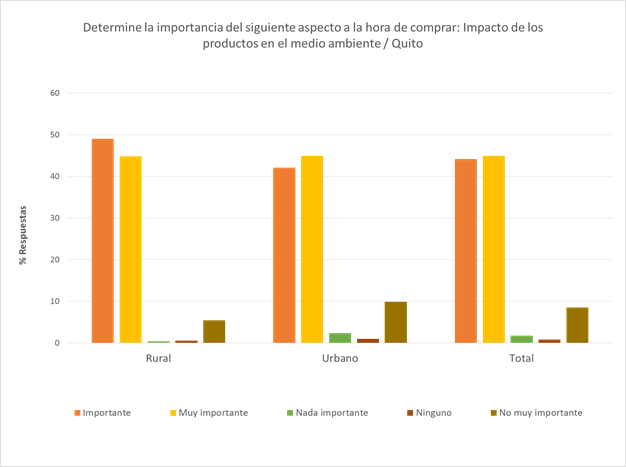 Determine la importancia del siguiente aspecto a la hora de comprar: Impacto de los
productos en el medio ambiente / Quito
60
50
40
30
20
10
0
% Respuestas
Rural Urbano Total
Importante Muy importante Nada importante Ninguno No muy importante